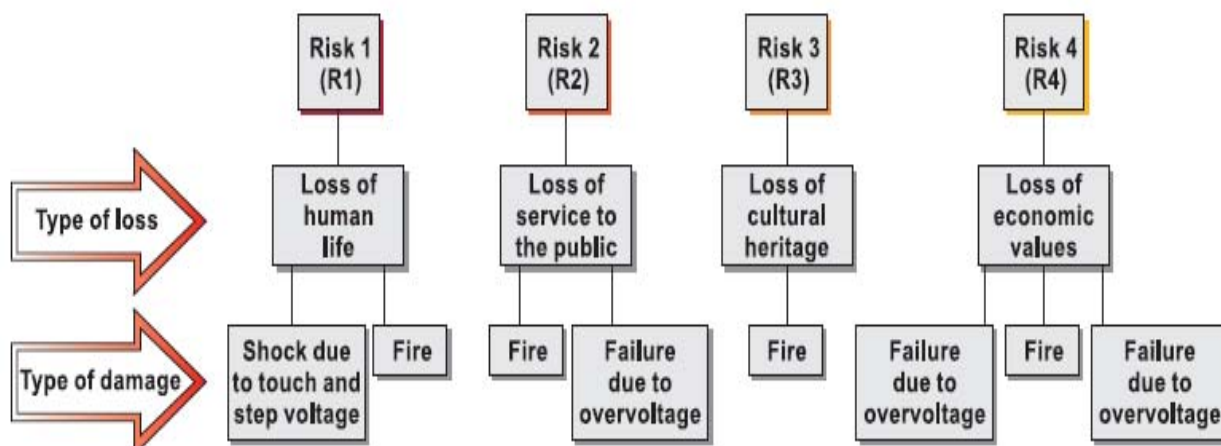 Risk 1
(R1)
Risk 2
(R2)
Risk 3
(R3)
Risk 4
(R4)
Type of loss
Loss of
human
life
Loss of
service to
the public
Loss of
cultural
heritage
Loss of
economic
values
Type of damage
Shock due
to touch and
step voltage
Fire
Fire
Failure
due to
overvoltage
Fire
Failure
due to
overvoltage
Fire
Failure
due to
overvoltage